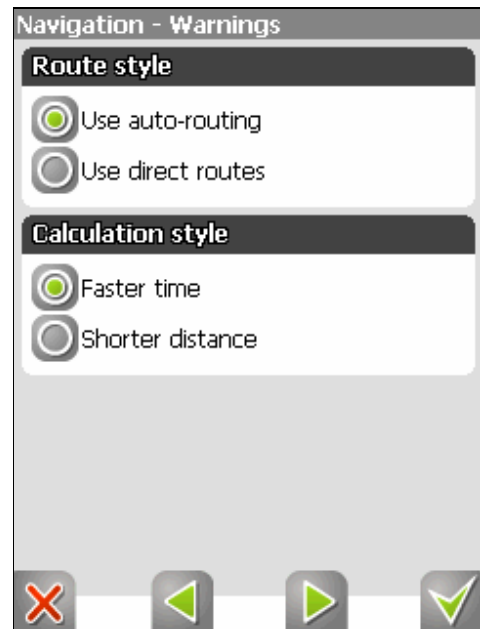 Navigation - Warnings
Route style
Use auto-routing
Use direct routes
Calculation style
Faster time
Shorter distance